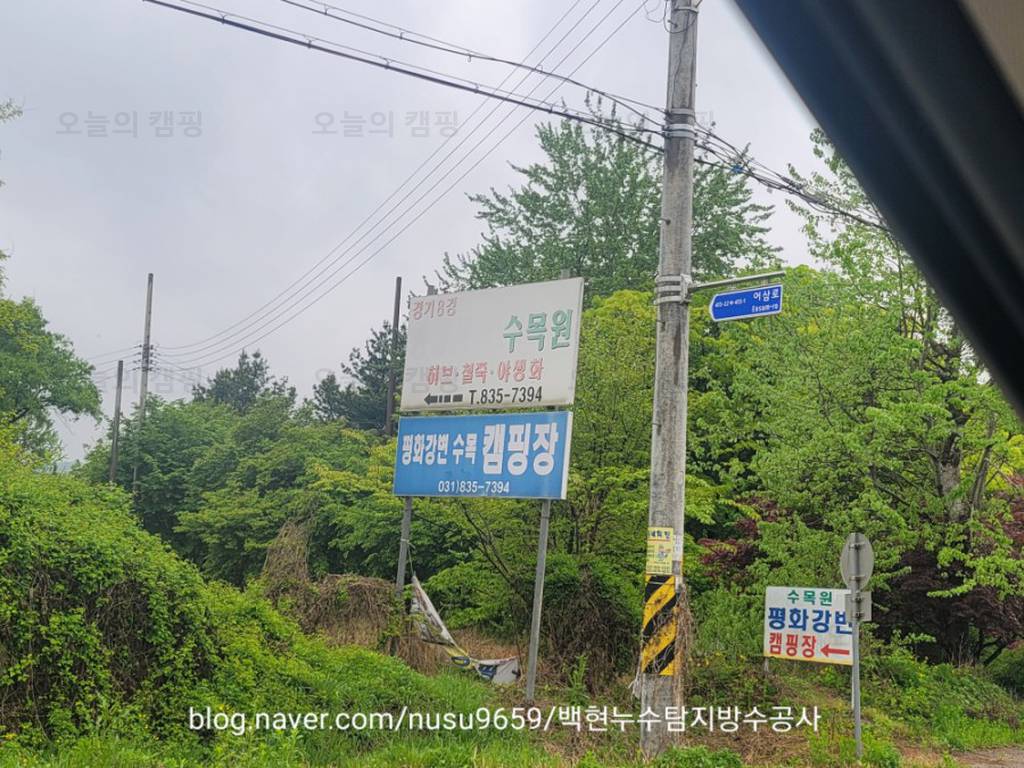 오늘의 캠핑
오늘의 캠핑
경기8경
수목원
허브·철쭉·야생화
T.835-7394
평화강변 수목 캠핑장
031)835-7394
어삼로
Eosam-ro
수목원
평화강변
캠핑장
blog.naver.com/nusu9659/백현누수탐지방수공사